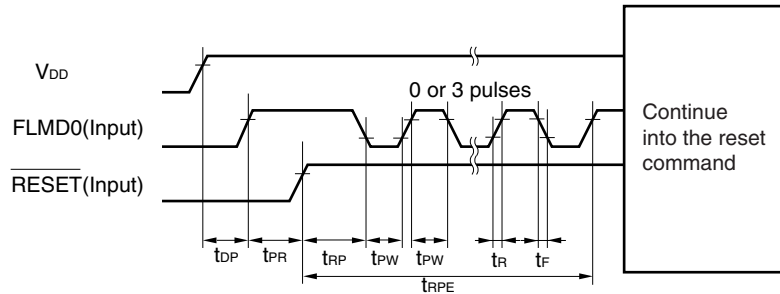 VDD
0 or 3 pulses
FLMD0(Input)
RESET(Input)
Continue
into the reset
command
tDP tPR tRP tPW tPW tR tF
tRPE